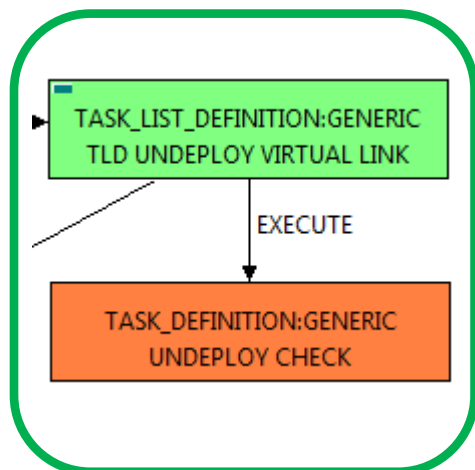 TASK_LIST_DEFINITION:GENERIC
TLD UNDEPLOY VIRTUAL LINK
EXECUTE
TASK_DEFINITION:GENERIC
UNDEPLOY CHECK